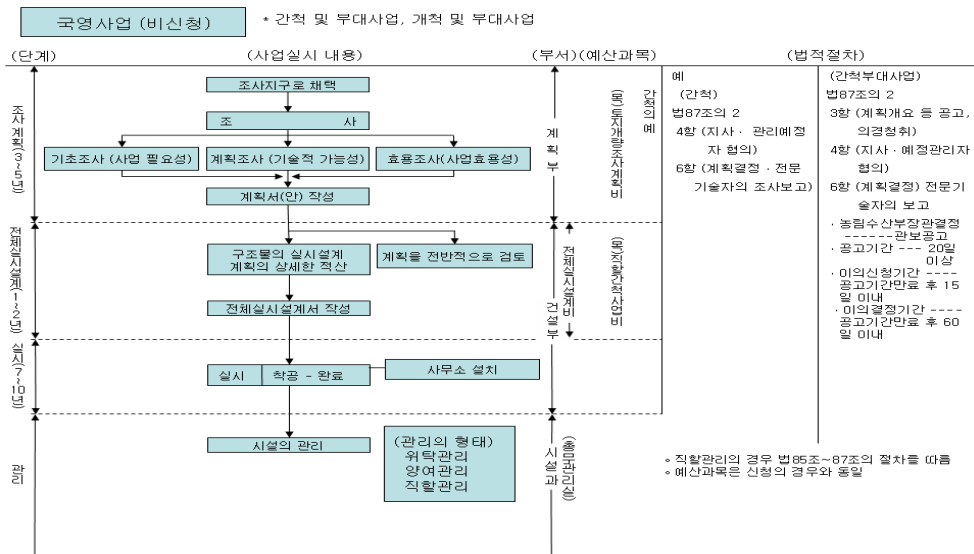 국영사업 (비신청)
* 간척 및 부대사업, 개척 및 부대사업
(단계)
(사업실시 내용)
(부서)
(예산과목)
(법적절차)
조사계획(3~5년)
조사지구로 채택
조 사
기초조사 (사업 필요성)
계획조사 (기술적 가능성)
효용조사(사업효용성)
계획서(안) 작성
계획부
(목)토지개량조사계획비
간척의 예
전체실시설계(1~2년)
구조물의 실시설계
계획의 상세한 적산
계획을 전반적으로 검토
전체실시설계서 작성
건설부
전체실시설계비
(목)직할간척사업비
실시(7~10년)
실시
착공 - 완료
사무소 설치
관리
시설의 관리
(관리의 형태)
위탁관리
양여관리
직할관리
시설과
(총무관리실)
예
(간척)
법87조의 2
4항 (지사 · 관리예정
자 협의)
6항 (계획결정 · 전문
기술자의 조사보고)
(간척부대사업)
법87조의 2
3항 (계획개요 등 공고,
의경청취)
4항 (지사 · 예정관리자
협의)
6항 (계획결정) 전문기
술자의 보고
· 농림수산부장관결정
------관보공고
· 공고기간 --- 20일
이상
· 이의신청기간 ----
공고기간만료 후 15
일 이내
· 이의결정기간 ----
공고기간만료 후 60
일 이내
◦ 직할관리의 경우 법85조~87조의 절차를 따름
◦ 예산과목은 신청의 경우와 동일